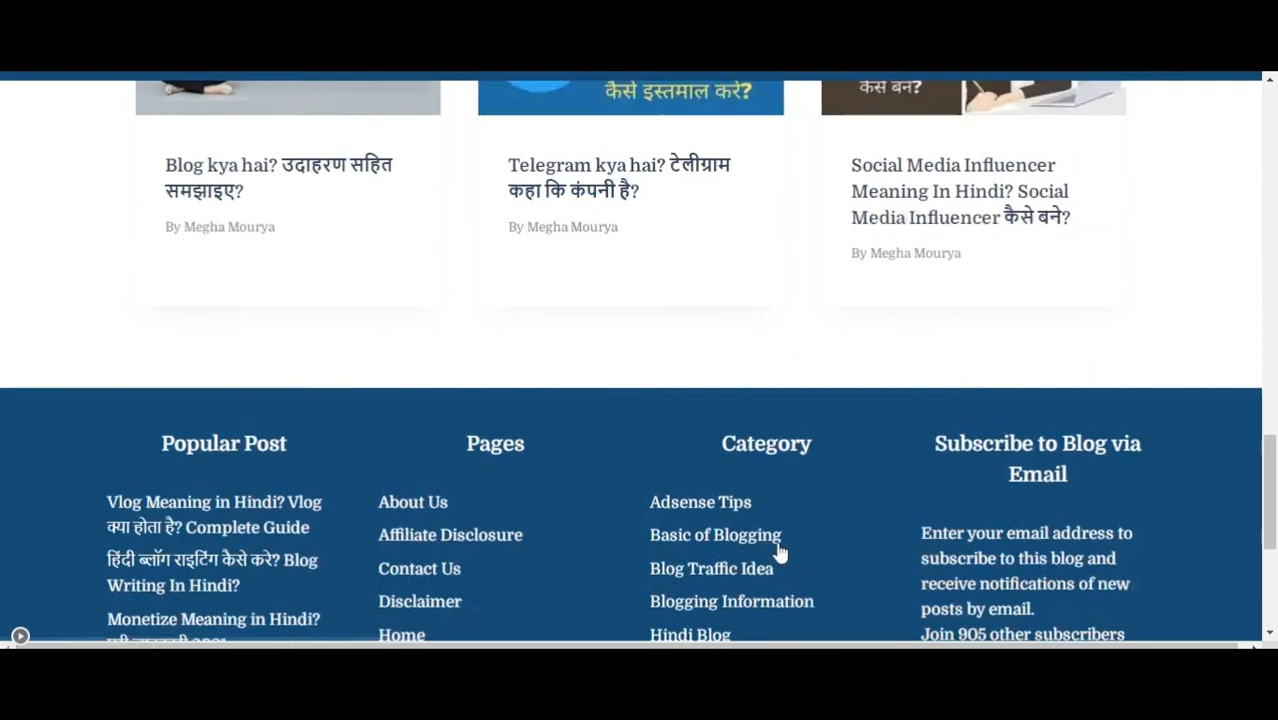 कैसे इस्तमाल करे?
कैसे बने?
Blog kya hai? उदाहरण सहित
समझाइए?
By Megha Mourya
Telegram kya hai? टेलीग्राम
कहा कि कंपनी है?
By Megha Mourya
Social Media Influencer
Meaning In Hindi? Social
Media Influencer कैसे बने?
By Megha Mourya
Popular Post
Vlog Meaning in Hindi? Vlog
क्या होता है? Complete Guide
हिंदी ब्लॉग राइटिंग कैसे करे? Blog
Writing In Hindi?
Monetize Meaning in Hindi?
Pages
About Us
Affiliate Disclosure
Contact Us
Disclaimer
Home
Category
Adsense Tips
Basic of Blogging
Blog Traffic Idea
Blogging Information
Hindi Blog
Subscribe to Blog via
Email
Enter your email address to
subscribe to this blog and
receive notifications of new
posts by email.
Join 905 other subscribers